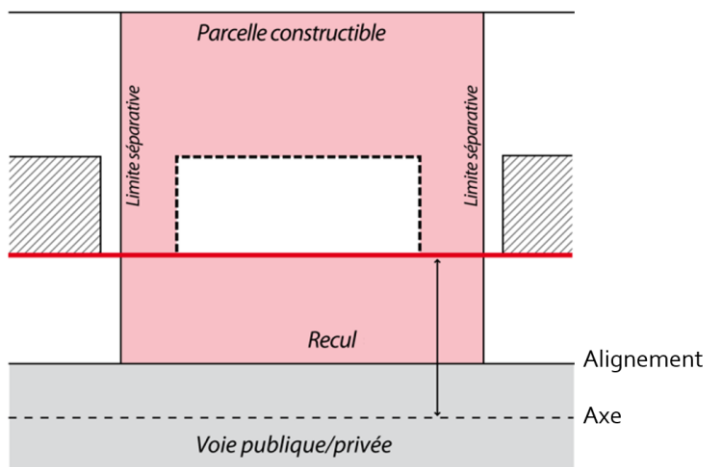 Parcelle constructible
Limite séparative
Limite séparative
Recul
Alignement
Axe
Voie publique/privée